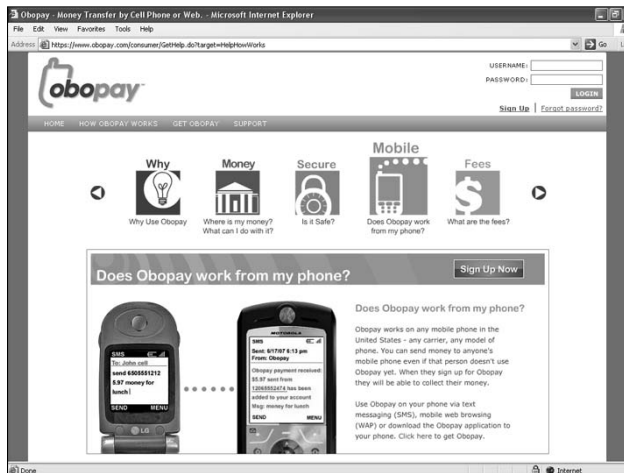 Obopay - Money Transfer by Cell Phone or Web. - Microsoft Internet Explorer
File Edit View Favorites Tools Help
Address https://www.obopay.com/consumer/GetHelp.do?target=HelpHowWorks Go
obopay
USERNAME:
PASSWORD:
LOGIN
Sign Up | Forgot password?
HOME HOW OBOPAY WORKS GET OBOPAY SUPPORT
Why
Why Use Obopay
Money
Where is my money?
What can I do with it?
Secure
Is it Safe?
Mobile
Does Obopay work
from my phone?
Fees
$
What are the fees?
Does Obopay work from my phone?
Sign Up Now
SMS
To: John cell
send 6505551212
5.97 money for
lunch
SEND MENU
LG
MOTOROLA
SMS
Sent: 6/17/07 6:13 pm
From: Obopay
Obopay payment received:
$5.97 sent from
12065552474 has been
added to your account
Msg: money for lunch
SEND MENU
Does Obopay work from my phone?
Obopay works on any mobile phone in the
United States - any carrier, any model of
phone. You can send money to anyone's
mobile phone even if that person doesn't use
Obopay yet. When they sign up for Obopay
they will be able to collect their money.
Use Obopay on your phone via text
messaging (SMS), mobile web browsing
(WAP) or download the Obopay application to
your phone. Click here to get Obopay.
Done Internet